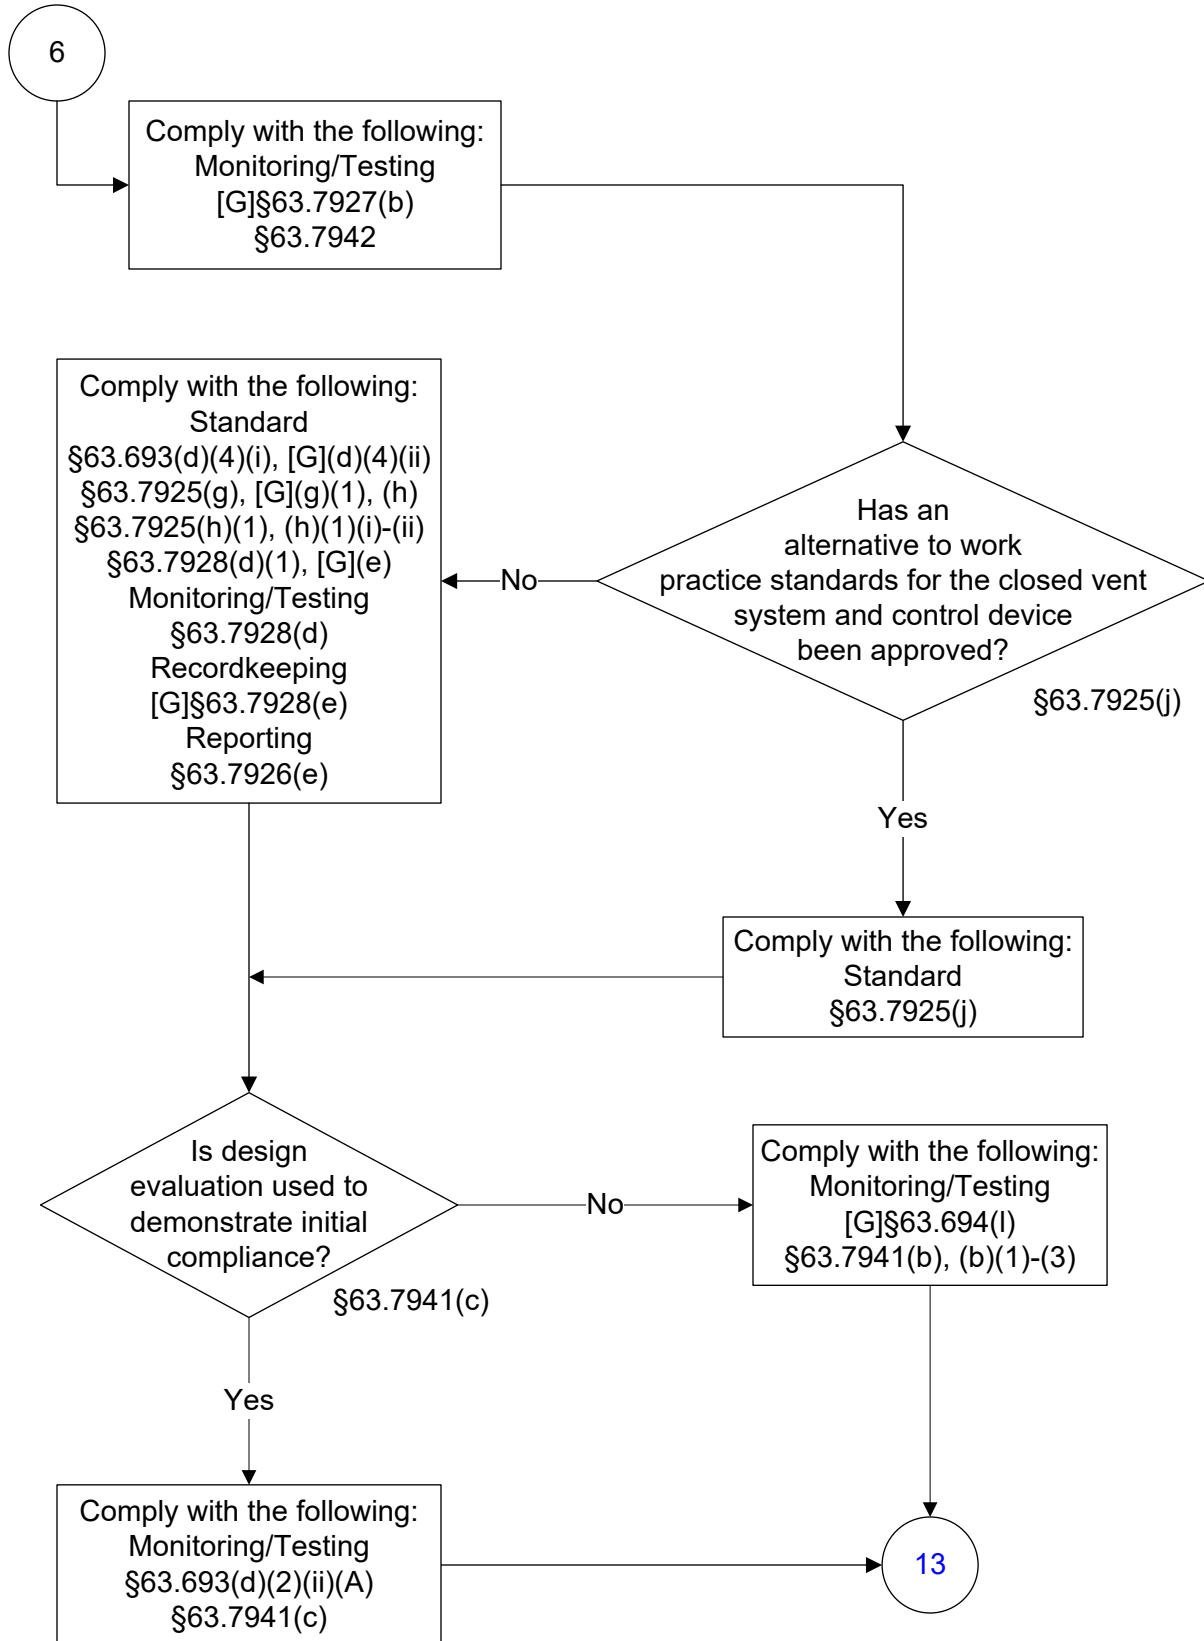 6
Comply with the following:
Monitoring/Testing
[G]§63.7927(b)
§63.7942
Comply with the following:
Standard
§63.693(d)(4)(i), [G](d)(4)(ii)
§63.7925(g), [G](g)(1), (h)
§63.7925(h)(1), (h)(1)(i)-(ii)
§63.7928(d)(1), [G](e)
Monitoring/Testing
§63.7928(d)
Recordkeeping
[G]§63.7928(e)
Reporting
§63.7926(e)
No
Has an
alternative to work
practice standards for the closed vent
system and control device
been approved?
§63.7925(j)
Yes
Comply with the following:
Standard
§63.7925(j)
Is design
evaluation used to
demonstrate initial
compliance?
§63.7941(c)
No
Comply with the following:
Monitoring/Testing
[G]§63.694(l)
§63.7941(b), (b)(1)-(3)
Yes
Comply with the following:
Monitoring/Testing
§63.693(d)(2)(ii)(A)
§63.7941(c)
13